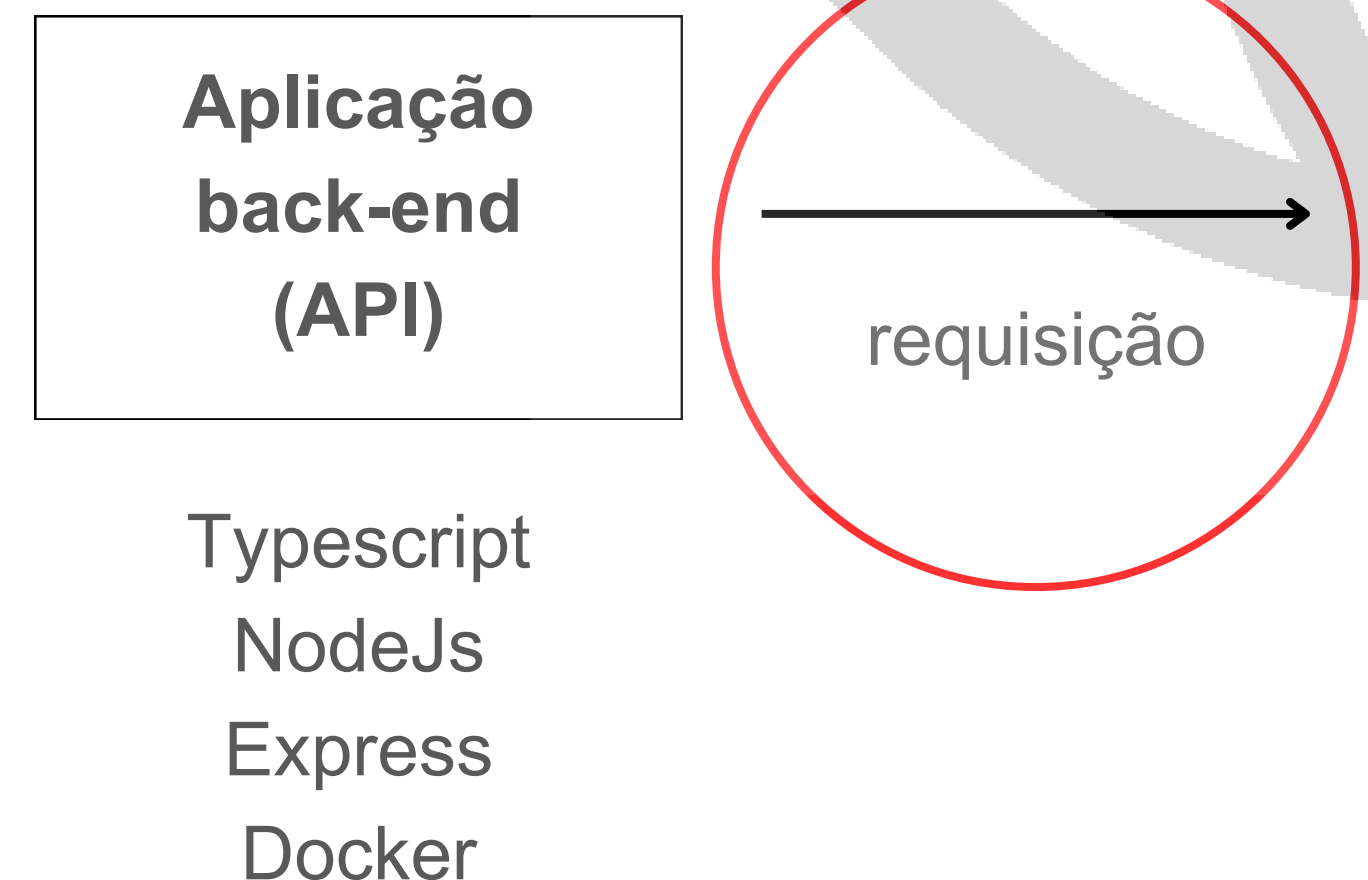 Aplicação
back-end
(API)
requisição
Typescript
NodeJs
Express
Docker